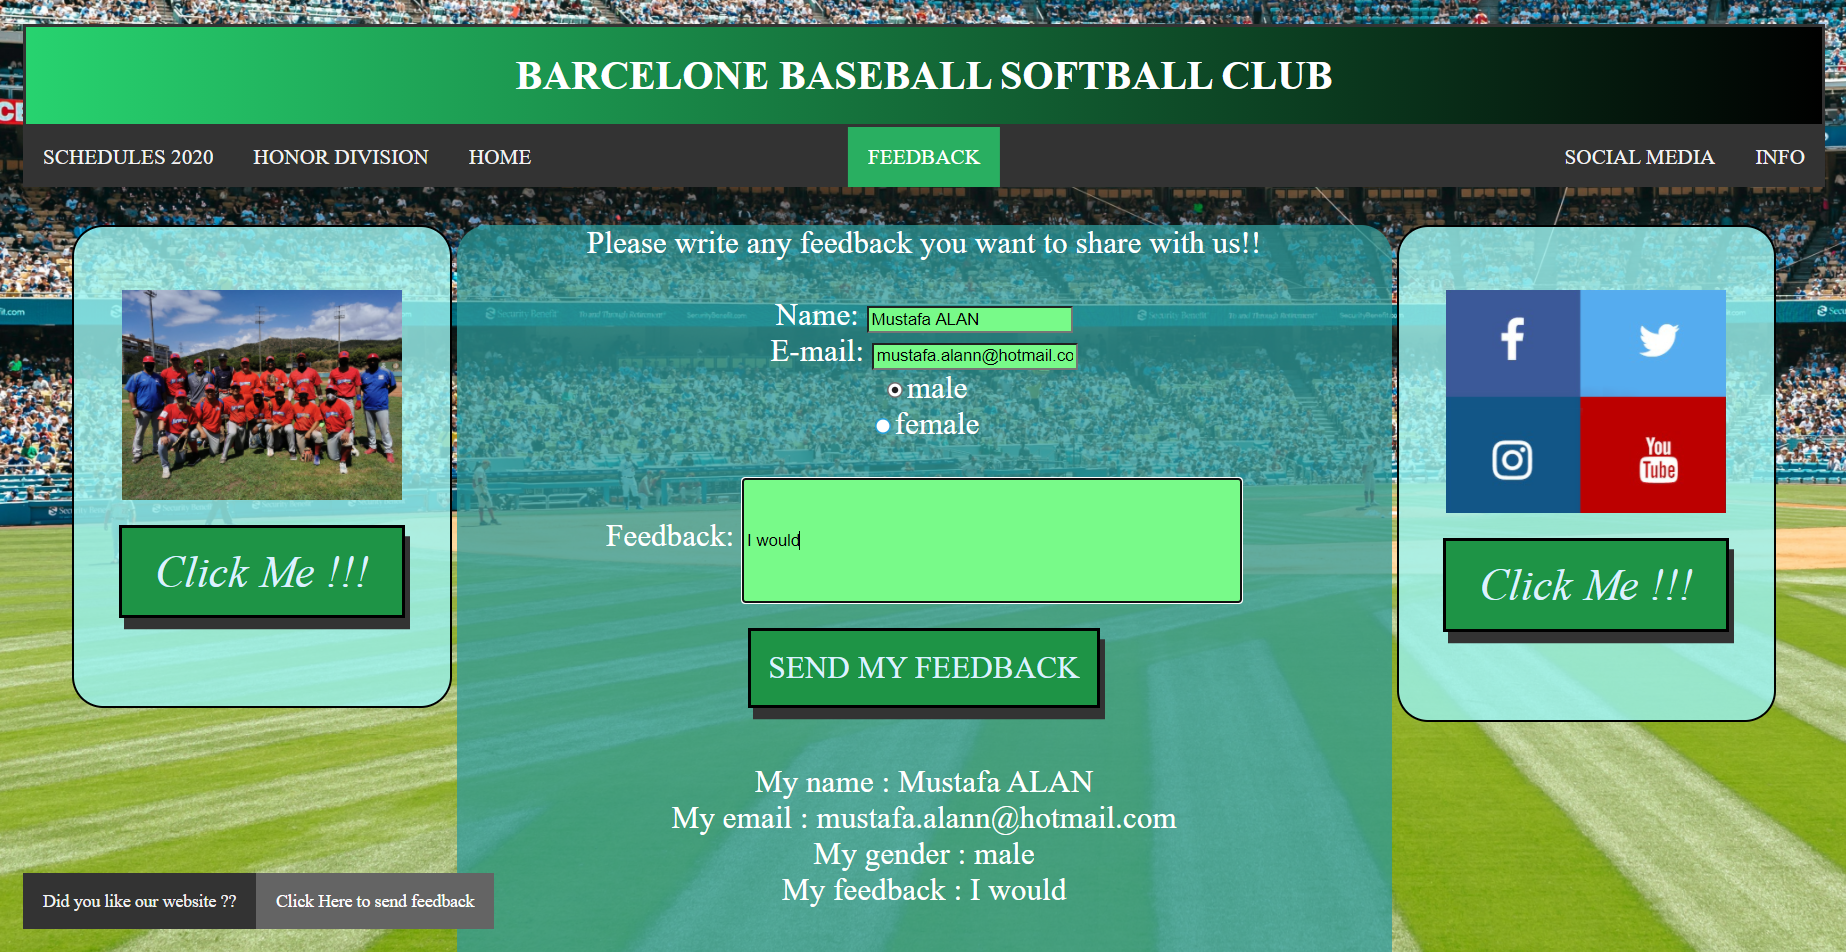 BARCELONE BASEBALL SOFTBALL CLUB
SCHEDULES 2020 HONOR DIVISION HOME FEEDBACK SOCIAL MEDIA INFO
Please write any feedback you want to share with us!!
Name: Mustafa ALAN
E-mail: mustafa.alann@hotmail.co
male
female
Feedback: I would
SEND MY FEEDBACK
My name : Mustafa ALAN
My email : mustafa.alann@hotmail.com
My gender : male
My feedback : I would
Click Me !!!
You
Tube
Click Me !!!
Did you like our website ?? Click Here to send feedback
Security Benefit